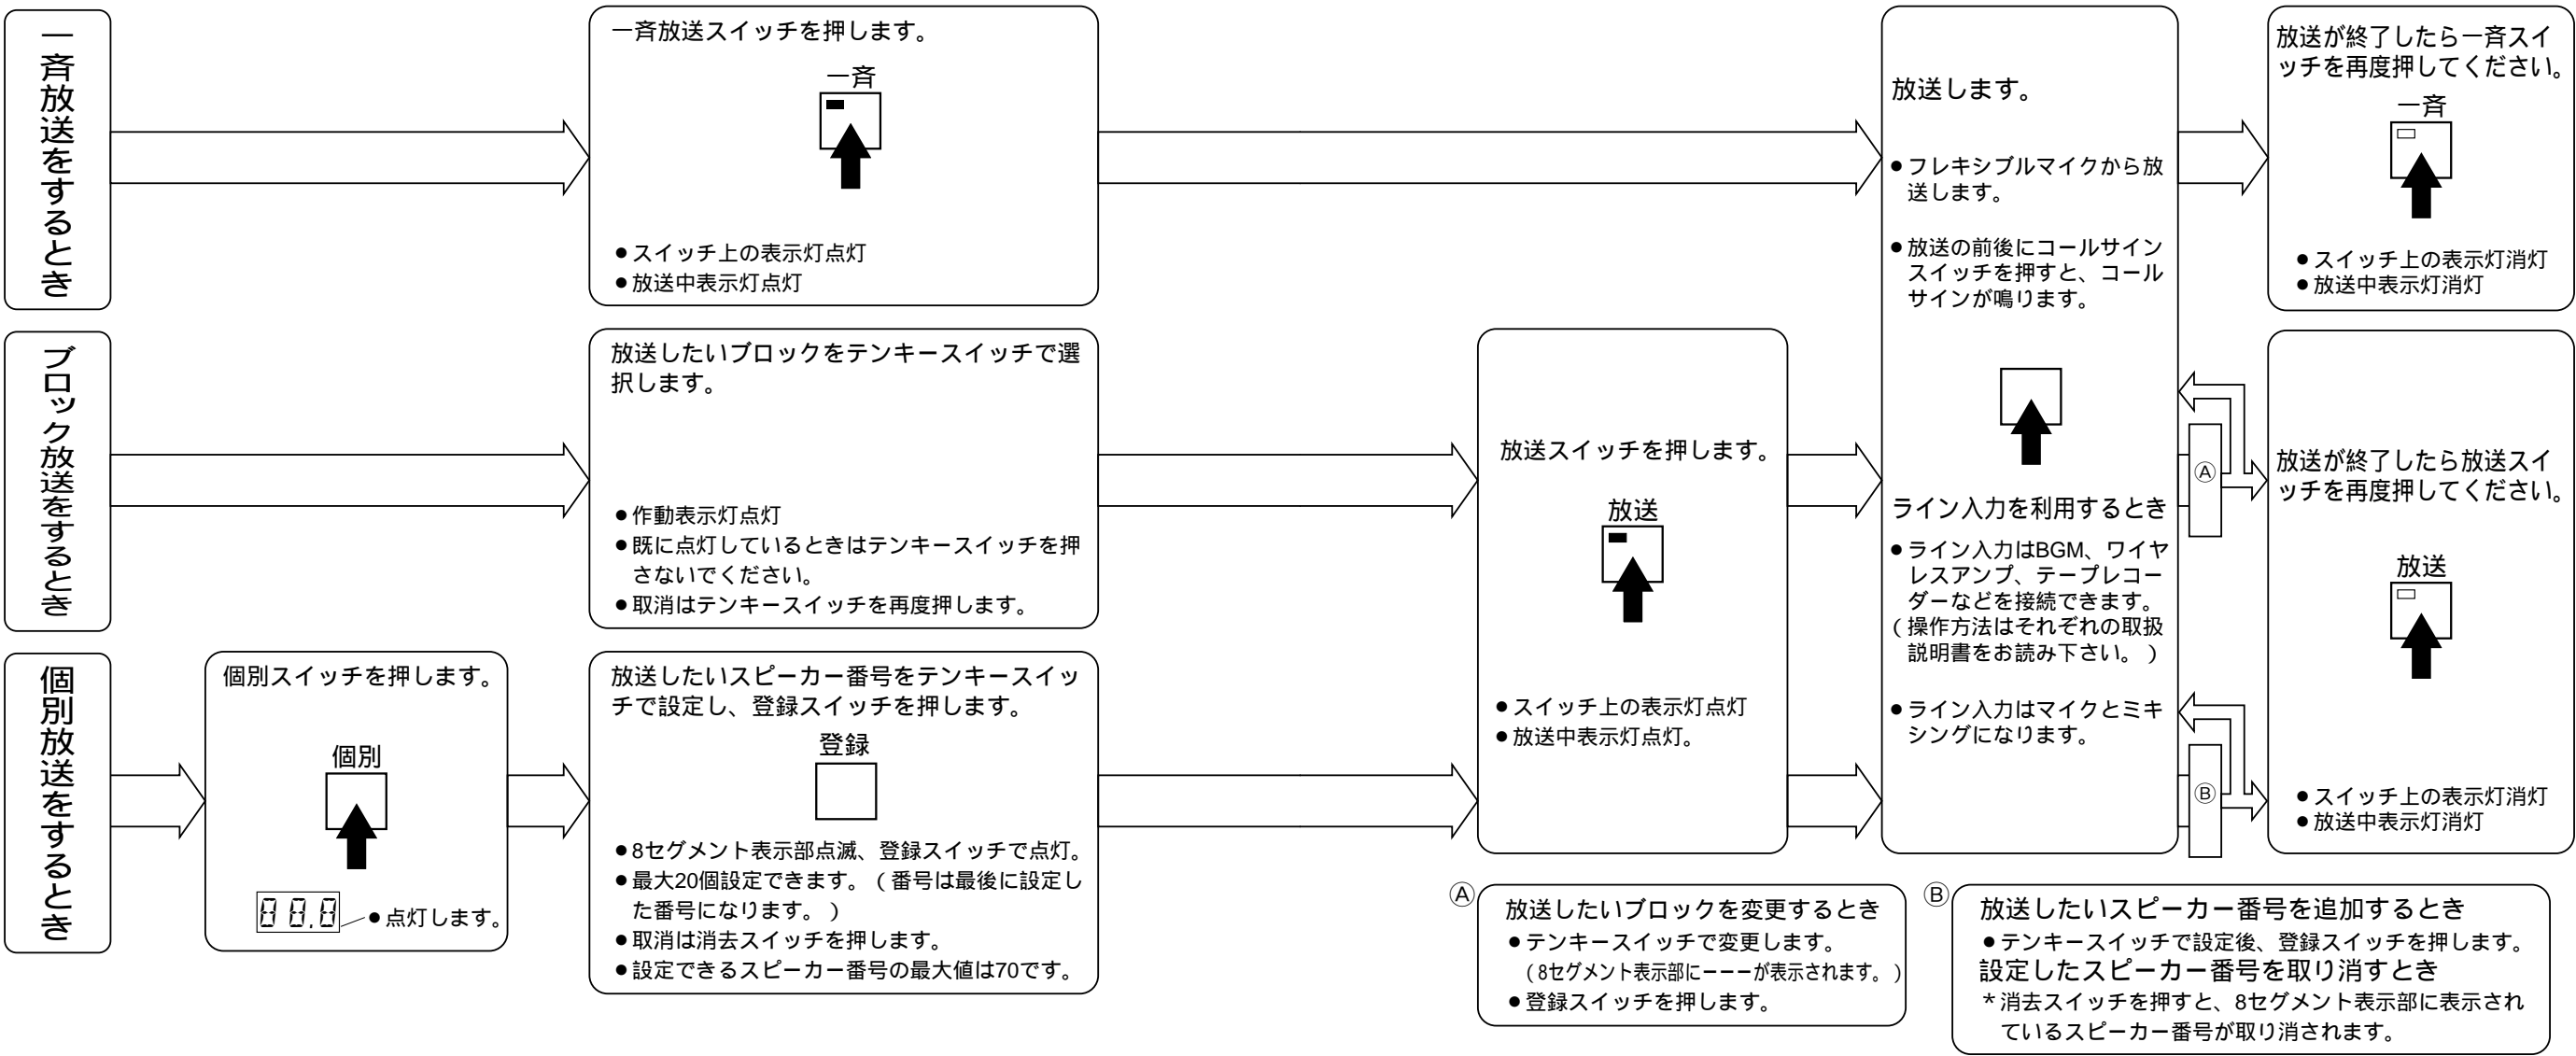 一斉放送をするとき
一斉放送スイッチを押します。
一斉
●スイッチ上の表示灯点灯
●放送中表示灯点灯
放送します。
●フレキシブルマイクから放
送します。
●放送の前後にコールサイン
スイッチを押すと、コール
サインが鳴ります。
ライン入力を利用するとき
●ライン入力はBGM、ワイヤ
レスアンプ、テープレコー
ダーなどを接続できます。
(操作方法はそれぞれの取扱
説明書をお読み下さい。)
●ライン入力はマイクとミキ
シングになります。
放送が終了したら一斉スイ
ッチを再度押してください。
一斉
●スイッチ上の表示灯消灯
●放送中表示灯消灯
ブロック放送をするとき
放送したいブロックをテンキースイッチで選
択します。
●作動表示灯点灯
●既に点灯しているときはテンキースイッチを押
さないでください。
●取消はテンキースイッチを再度押します。
放送スイッチを押します。
放送
●スイッチ上の表示灯点灯
●放送中表示灯点灯。
Ⓐ
放送が終了したら放送スイ
ッチを再度押してください。
放送
●スイッチ上の表示灯消灯
●放送中表示灯消灯
個別放送をするとき
個別スイッチを押します。
個別
88.8
●点灯します。
放送したいスピーカー番号をテンキースイッ
チで設定し、登録スイッチを押します。
登録
●8セグメント表示部点滅、登録スイッチで点灯。
●最大20個設定できます。(番号は最後に設定し
た番号になります。)
●取消は消去スイッチを押します。
●設定できるスピーカー番号の最大値は70です。
Ⓑ
Ⓐ
放送したいブロックを変更するとき
●テンキースイッチで変更します。
(8セグメント表示部にーーーが表示されます。)
●登録スイッチを押します。
Ⓑ
放送したいスピーカー番号を追加するとき
●テンキースイッチで設定後、登録スイッチを押します。
設定したスピーカー番号を取り消すとき
*消去スイッチを押すと、8セグメント表示部に表示され
ているスピーカー番号が取り消されます。